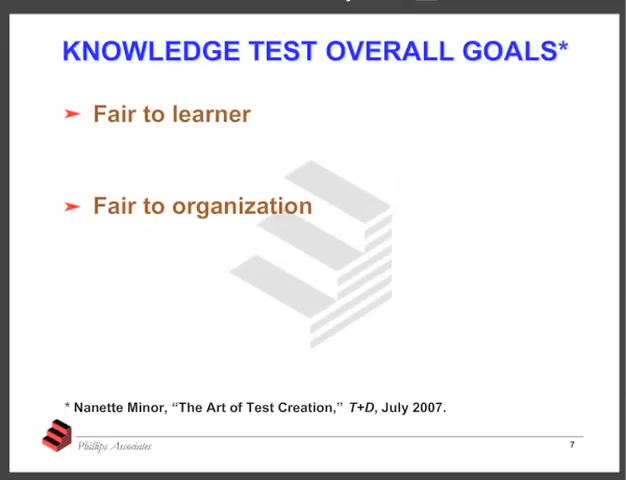 KNOWLEDGE TEST OVERALL GOALS*
➢ Fair to learner
➢ Fair to organization
* Nanette Minor, “The Art of Test Creation,” T+D, July 2007.
Phillips Associates
7